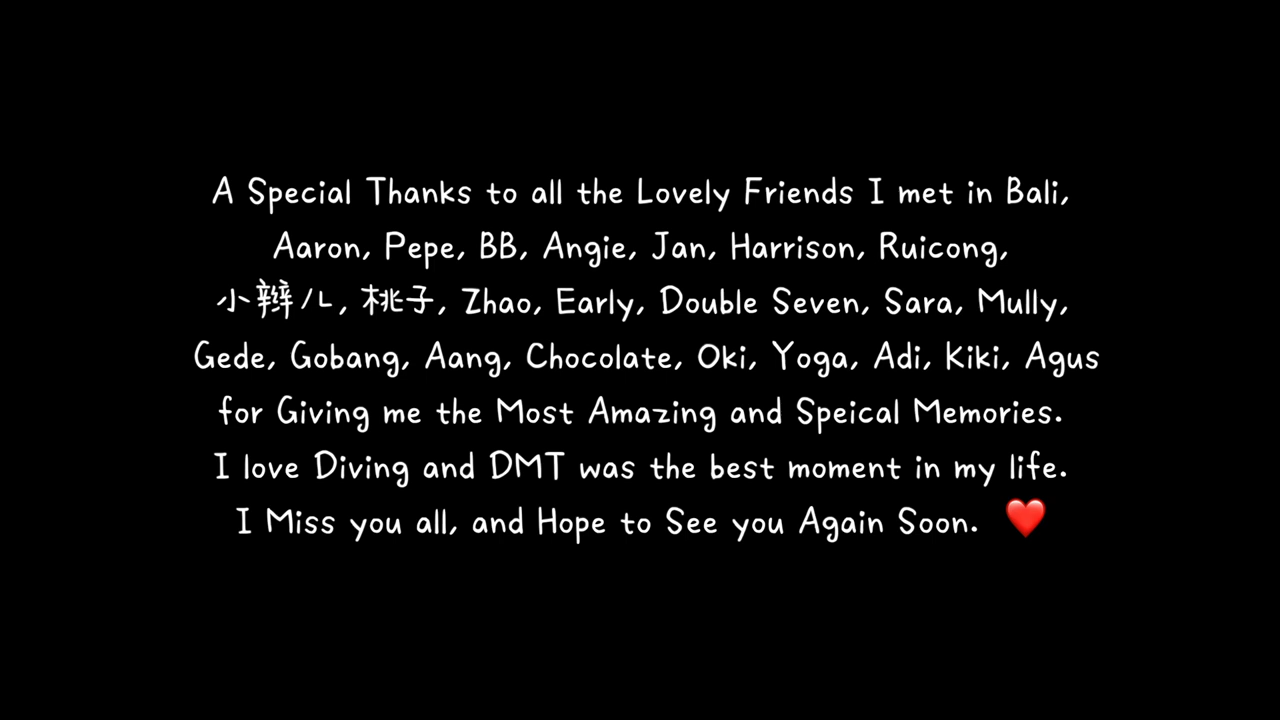 A Special Thanks to all the Lovely Friends I met in Bali,
Aaron, Pepe, BB, Angie, Jan, Harrison, Ruicong,
小辫儿, 桃子, Zhao, Early, Double Seven, Sara, Mully,
Gede, Gobang, Aang, Chocolate, Oki, Yoga, Adi, Kiki, Agus
for Giving me the Most Amazing and Speical Memories.
I love Diving and DMT was the best moment in my life.
I Miss you all, and Hope to See you Again Soon. ❤️